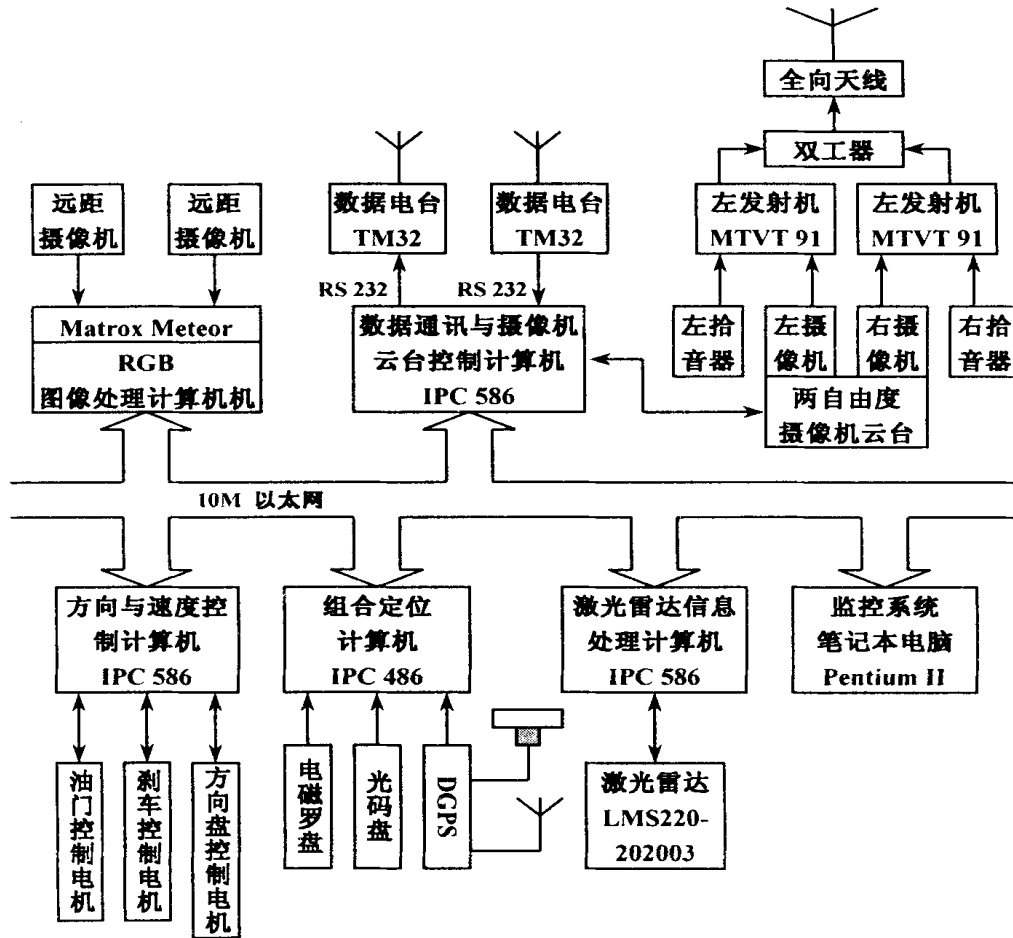 全向天线
双工器
远距
摄像机
远距
摄像机
数据电台
TM32
数据电台
TM32
左发射机
MTVT 91
左发射机
MTVT 91
RS 232
RS 232
Matrox Meteor
RGB
图像处理计算机机
数据通讯与摄像机
云台控制计算机
IPC 586
左拾音器
左摄像机
右摄像机
右拾音器
两自由度
摄像机云台
10M 以太网
方向与速度控
制计算机
IPC 586
组合定位
计算机
IPC 486
激光雷达信息
处理计算机
IPC 586
监控系统
笔记本电脑
Pentium II
油门控制电机
刹车控制电机
方向盘控制电机
电磁罗盘
光码盘
DGPS
激光雷达
LMS220-
202003